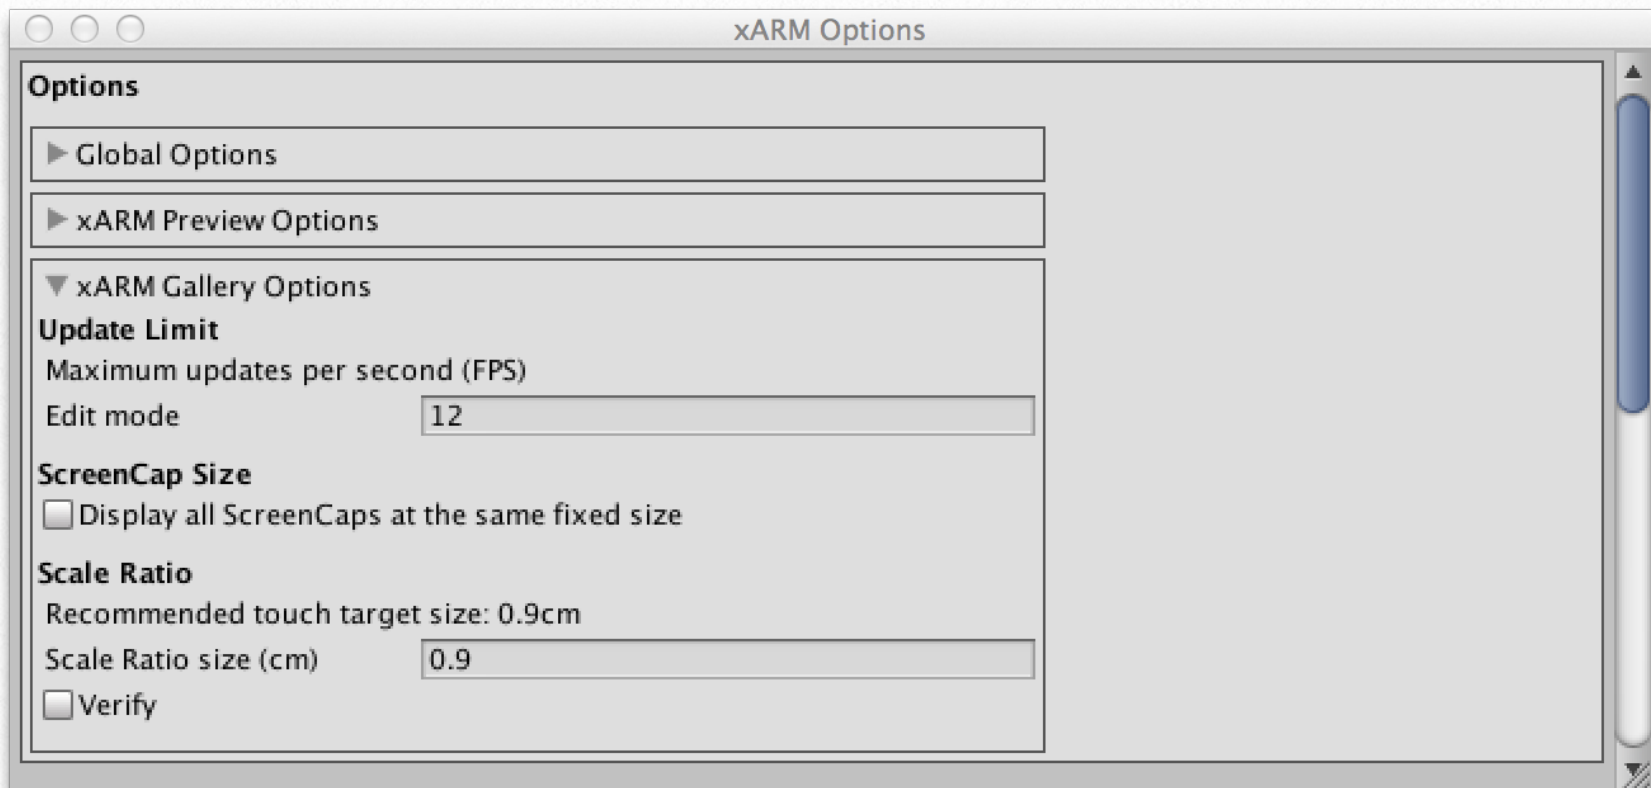 xARM Options
Options
Global Options
xARM Preview Options
xARM Gallery Options
Update Limit
Maximum updates per second (FPS)
Edit mode 12
ScreenCap Size
Display all ScreenCaps at the same fixed size
Scale Ratio
Recommended touch target size: 0.9cm
Scale Ratio size (cm) 0.9
Verify